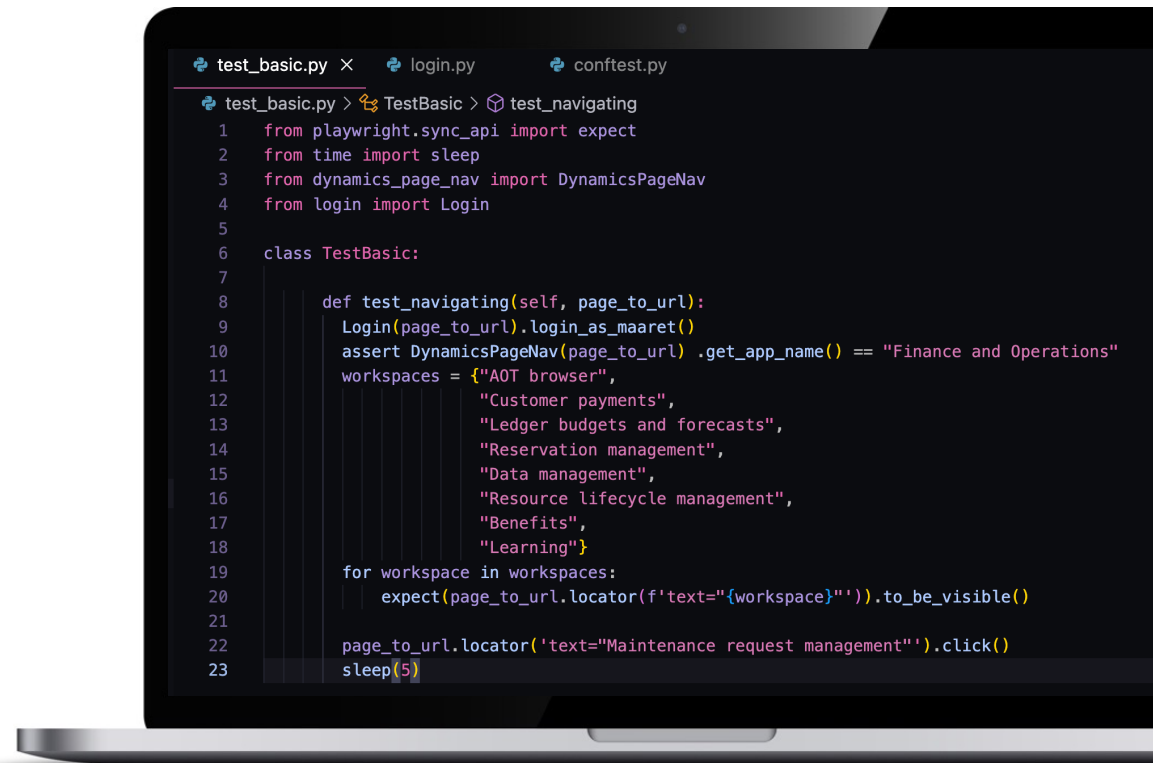 test_basic.py × login.py conftest.py
test_basic.py > TestBasic > test_navigating
1 from playwright.sync_api import expect
2 from time import sleep
3 from dynamics_page_nav import DynamicsPageNav
4 from login import Login
5
6 class TestBasic:
7
8 def test_navigating(self, page_to_url):
9 Login(page_to_url).login_as_maaret()
10 assert DynamicsPageNav(page_to_url) .get_app_name() == "Finance and Operations"
11 workspaces = {"AOT browser",
12 "Customer payments",
13 "Ledger budgets and forecasts",
14 "Reservation management",
15 "Data management",
16 "Resource lifecycle management",
17 "Benefits",
18 "Learning"}
19 for workspace in workspaces:
20 expect(page_to_url.locator(f'text="{workspace}"')).to_be_visible()
21
22 page_to_url.locator('text="Maintenance request management"').click()
23 sleep(5)